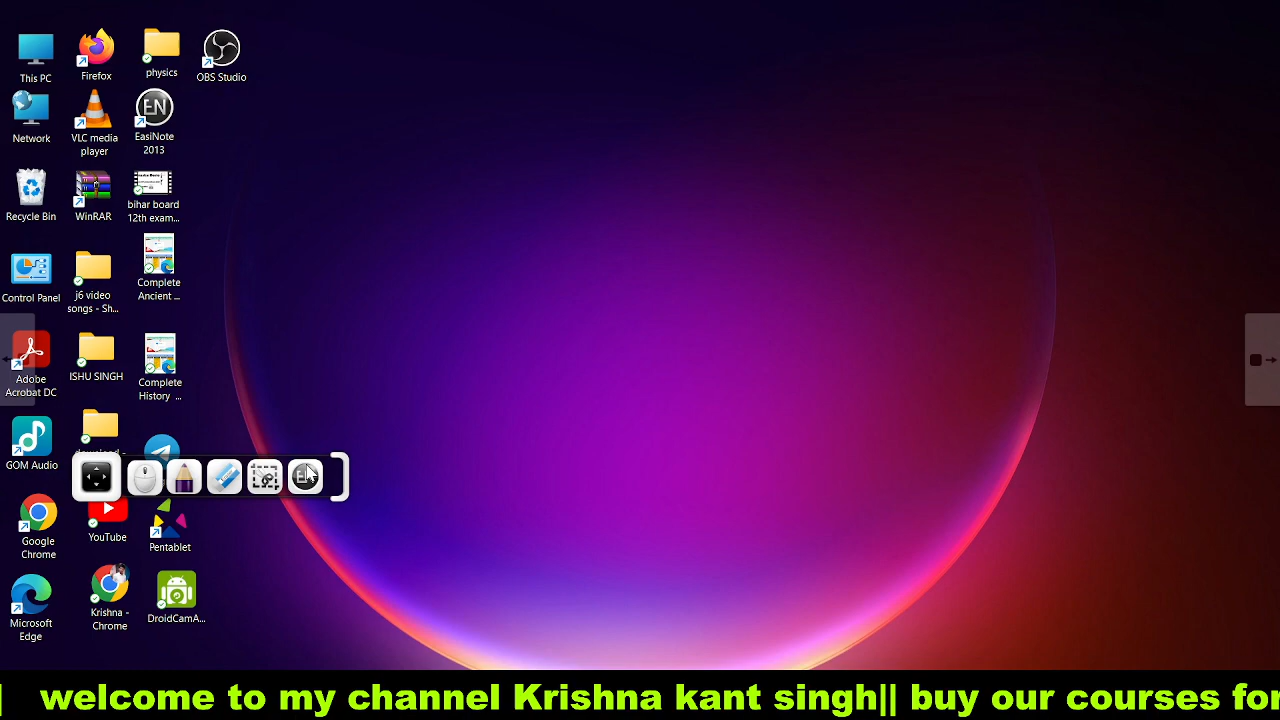 This PC
Firefox
physics
OBS Studio
Network
VLC media
player
EN
EasiNote
2013
Recycle Bin
WinRAR
bihar board
12th exam...
Control Panel
j6 video
songs - Sh...
Complete
Ancient ...
Adobe
Acrobat DC
ISHU SINGH
Complete
History ...
GOM Audio
Google
Chrome
YouTube
Pentablet
Microsoft
Edge
Krishna -
Chrome
DroidCamA...
|   welcome to my channel Krishna kant singh|| buy our courses for